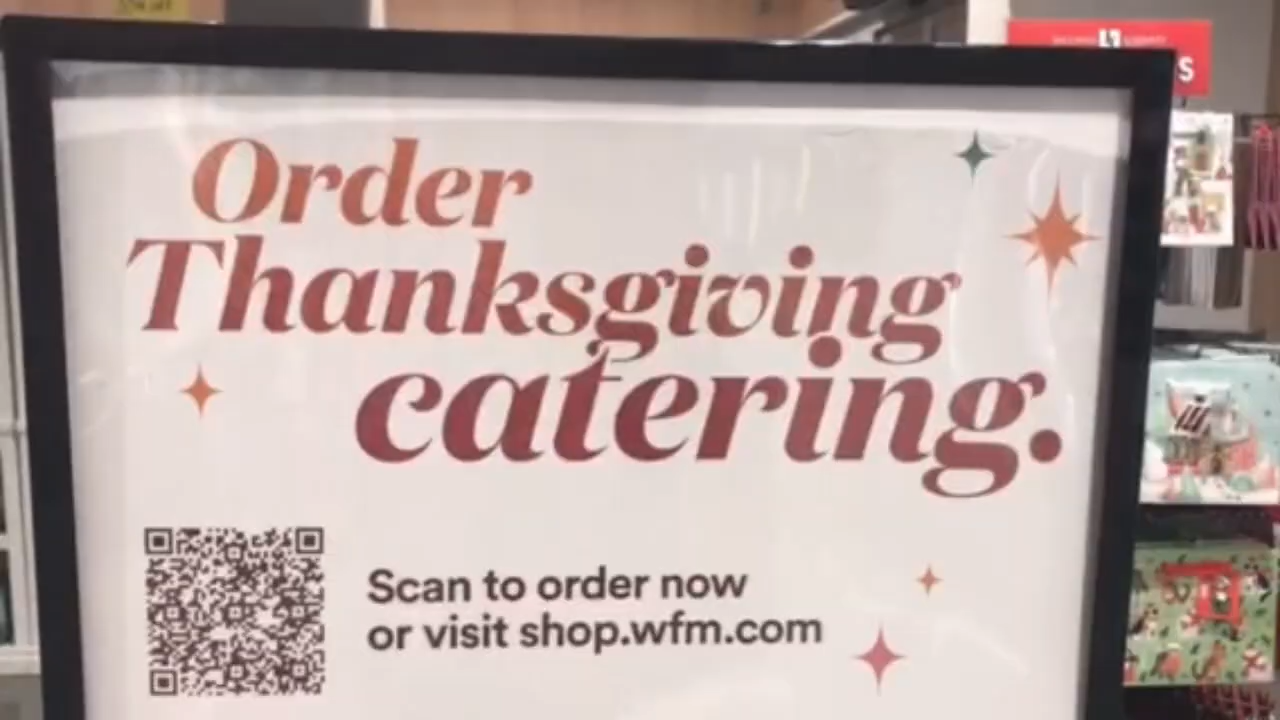 Order
Thanksgiving
catering.
Scan to order now
or visit shop.wfm.com